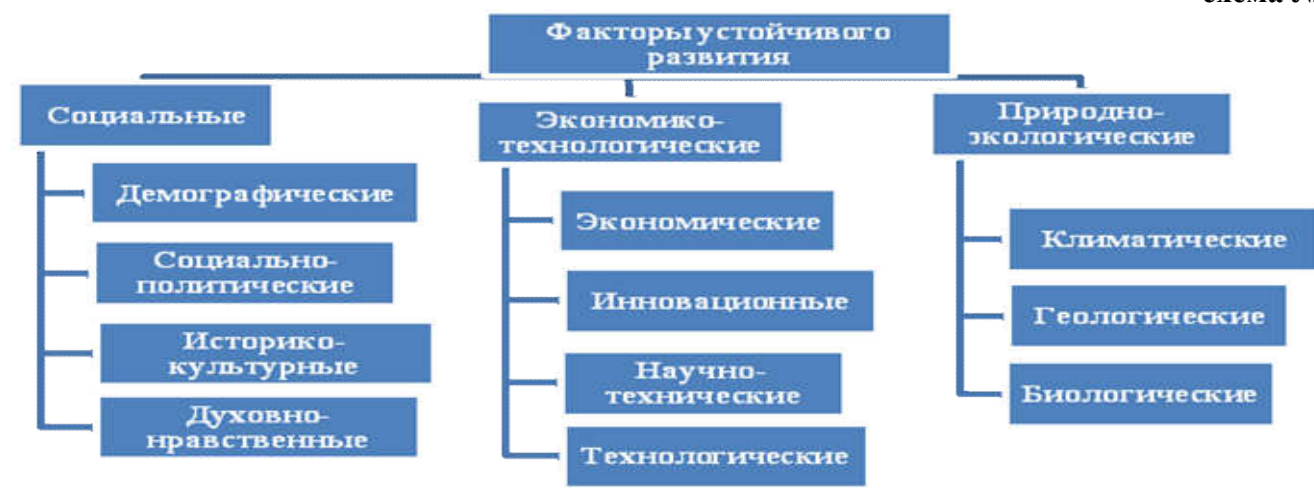 Факторы устойчивого
развития
Социальные
Демографические
Социально-
политические
Историко-
культурные
Духовно-
нравственные
Экономико-
технологические
Экономические
Инновационные
Научно-
технические
Технологические
Природно-
экологические
Климатические
Геологические
Биологические